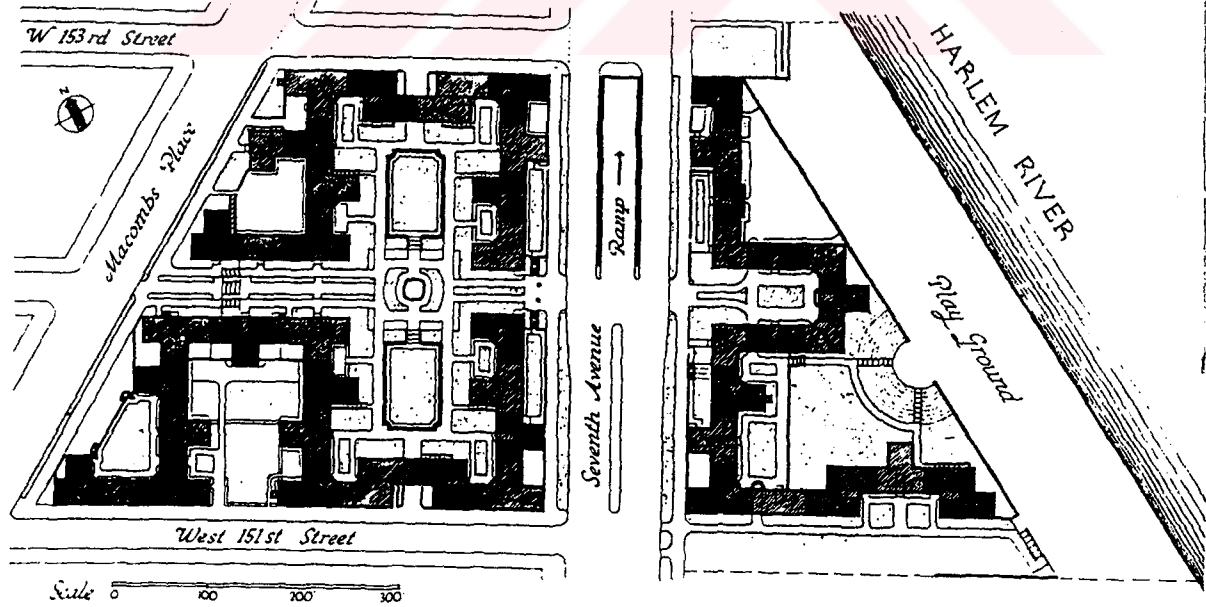 W 153rd Street
N
Macombs Place
Ramp →
Seventh Avenue
West 151st Street
HARLEM RIVER
Play Ground
Scale 0 100 200' 300'